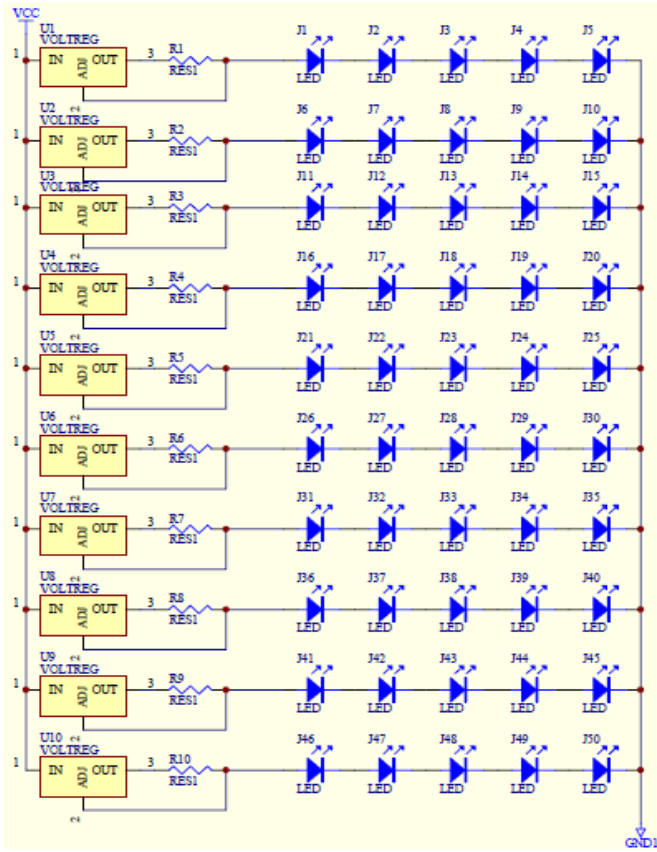 VCC
U1
VOLTREG
1 IN ADJ OUT 3 R1 RES1
2
J1 J2 J3 J4 J5
LED LED LED LED LED
U2
VOLTREG
1 IN ADJ OUT 3 R2 RES1
2
J6 J7 J8 J9 J10
LED LED LED LED LED
U3
VOLTREG
1 IN ADJ OUT 3 R3 RES1
2
J11 J12 J13 J14 J15
LED LED LED LED LED
U4
VOLTREG
1 IN ADJ OUT 3 R4 RES1
2
J16 J17 J18 J19 J20
LED LED LED LED LED
U5
VOLTREG
1 IN ADJ OUT 3 R5 RES1
2
J21 J22 J23 J24 J25
LED LED LED LED LED
U6
VOLTREG
1 IN ADJ OUT 3 R6 RES1
2
J26 J27 J28 J29 J30
LED LED LED LED LED
U7
VOLTREG
1 IN ADJ OUT 3 R7 RES1
2
J31 J32 J33 J34 J35
LED LED LED LED LED
U8
VOLTREG
1 IN ADJ OUT 3 R8 RES1
2
J36 J37 J38 J39 J40
LED LED LED LED LED
U9
VOLTREG
1 IN ADJ OUT 3 R9 RES1
2
J41 J42 J43 J44 J45
LED LED LED LED LED
U10
VOLTREG
1 IN ADJ OUT 3 R10 RES1
2
J46 J47 J48 J49 J50
LED LED LED LED LED
GND1